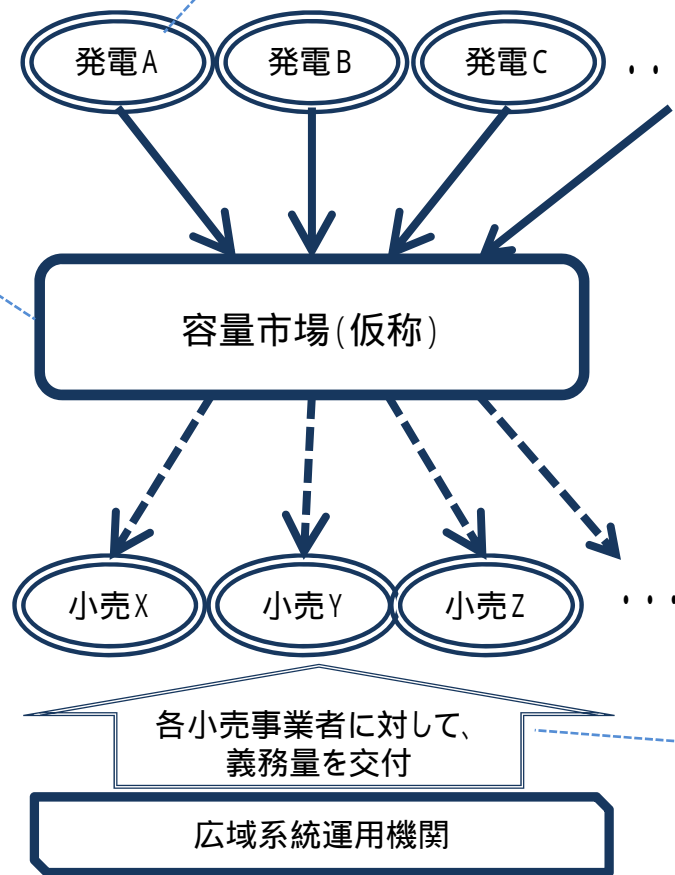 発電A 発電B 発電C ・・
容量市場(仮称)
小売X 小売Y 小売Z ・・・
各小売事業者に対して、
義務量を交付
広域系統運用機関